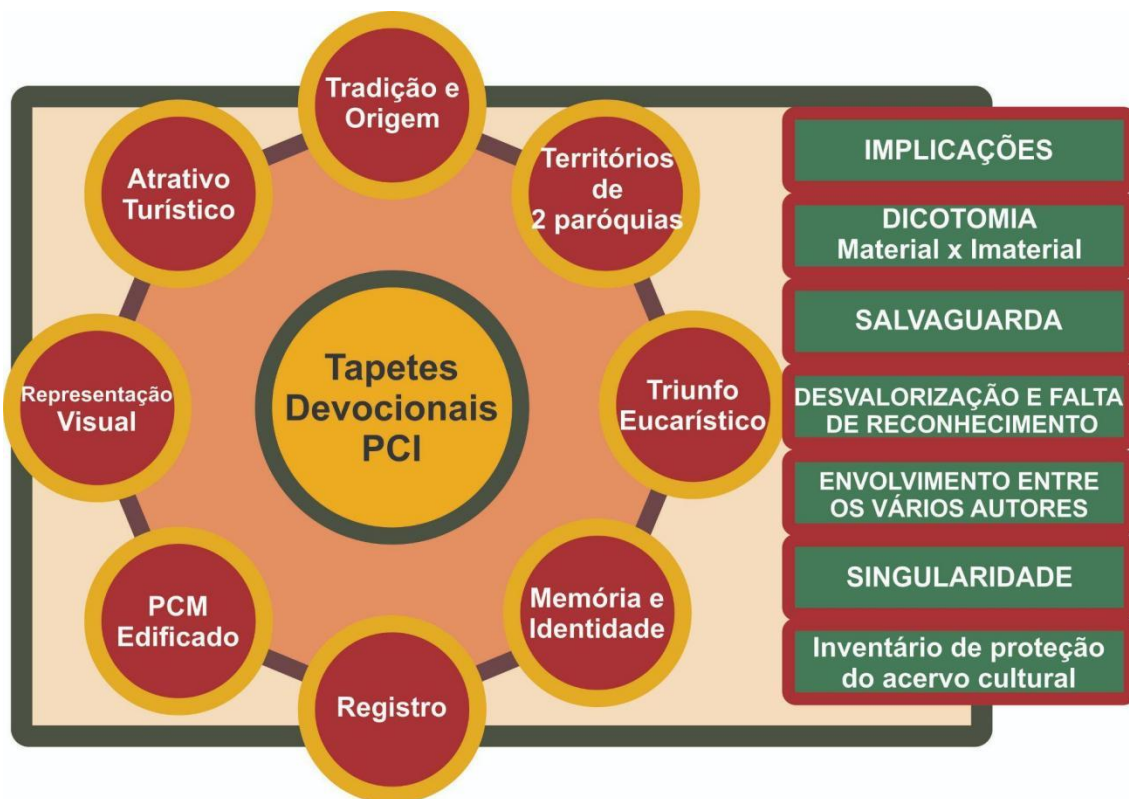 Tradição e
Origem
Territórios
de
2 paróquias
Triunfo
Eucarístico
Memória e
Identidade
Registro
PCM
Edificado
Representação
Visual
Atrativo
Turístico
Tapetes
Devocionais
PCI
IMPLICAÇÕES
DICOTOMIA
Material x Imaterial
SALVAGUARDA
DESVALORIZAÇÃO E FALTA
DE RECONHECIMENTO
ENVOLVIMENTO ENTRE
OS VÁRIOS AUTORES
SINGULARIDADE
Inventário de proteção
do acervo cultural